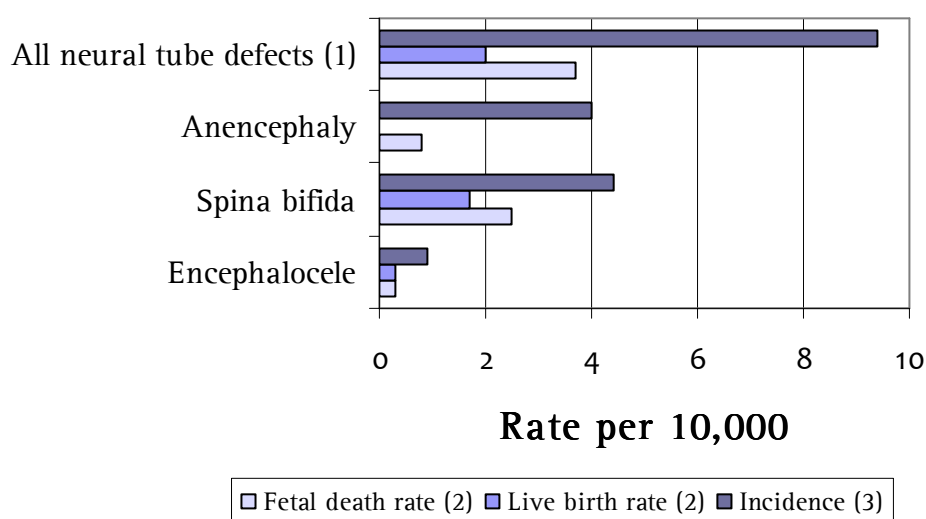 All neural tube defects (1)
Anencephaly
Spina bifida
Encephalocele
0 2 4 6 8 10
Rate per 10,000
Fetal death rate (2) Live birth rate (2) Incidence (3)